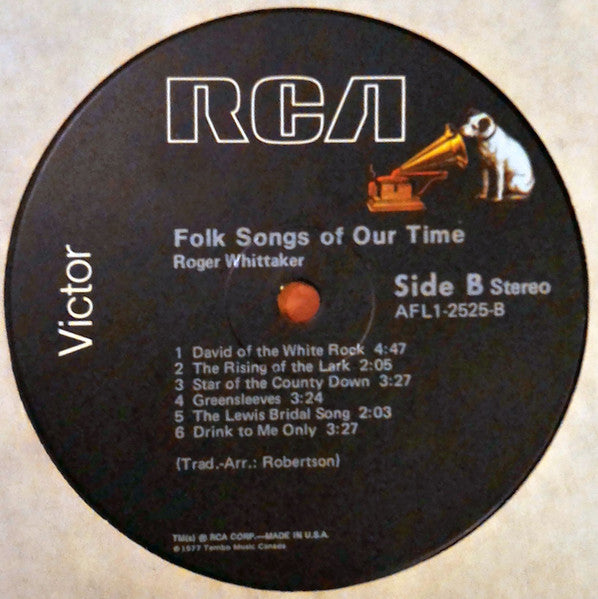 RCA
Victor
Folk Songs of Our Time
Roger Whittaker
Side B Stereo
AFL1-2525-B
1 David of the White Rock 4:47
2 The Rising of the Lark 2:05
3 Star of the County Down 3:27
4 Greensleeves 3:24
5 The Lewis Bridal Song 2:03
6 Drink to Me Only 3:27
(Trad.-Arr.: Robertson)
TM(s) ® RCA CORP.—MADE IN U.S.A.
℗ 1977 Tembo Music Canada